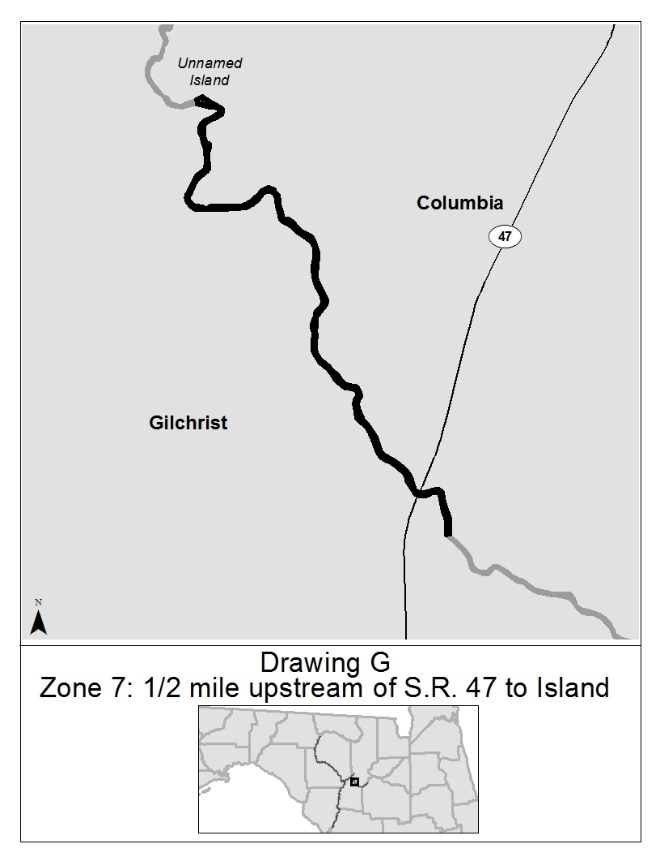 Unnamed
Island
Columbia
47
Gilchrist
N
Drawing G
Zone 7: 1/2 mile upstream of S.R. 47 to Island